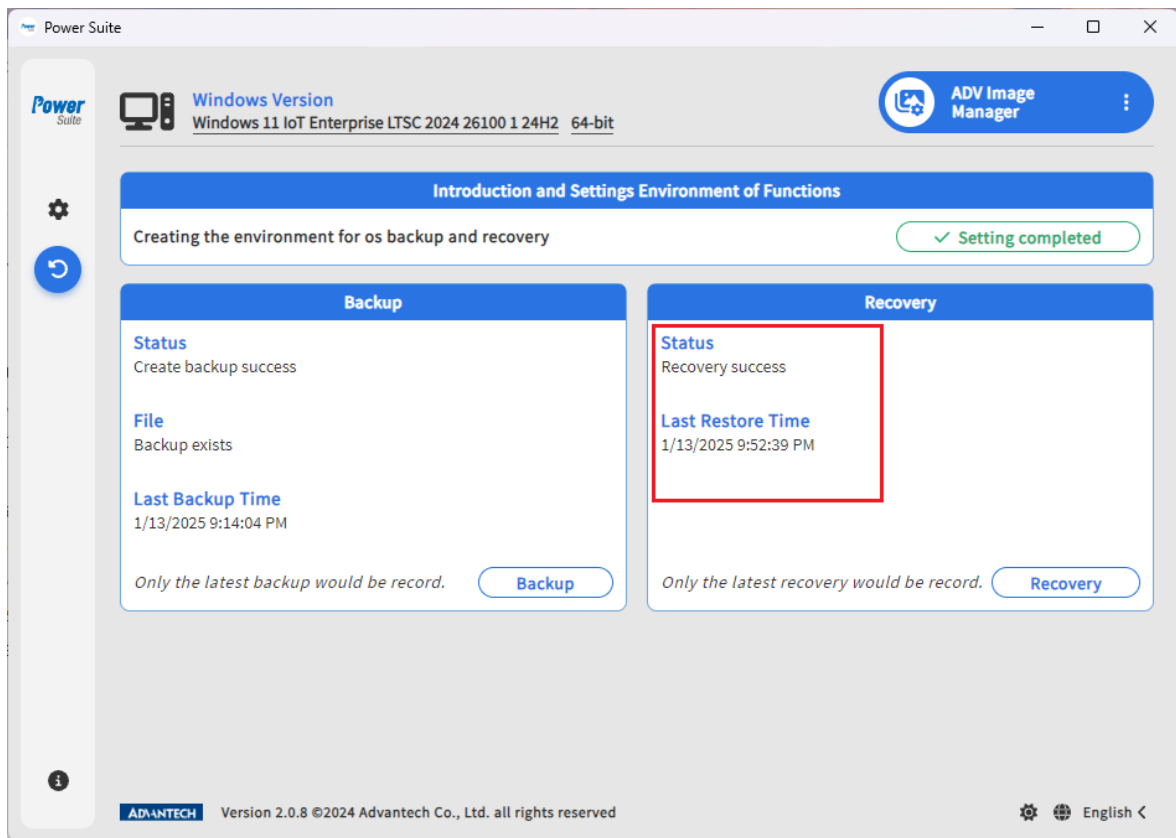 Power Suite
Power
Suite
Windows Version
Windows 11 IoT Enterprise LTSC 2024 26100 1 24H2 64-bit
ADV Image
Manager
Introduction and Settings Environment of Functions
Creating the environment for os backup and recovery
Setting completed
Backup
Status
Create backup success
File
Backup exists
Last Backup Time
1/13/2025 9:14:04 PM
Only the latest backup would be record.
Backup
Recovery
Status
Recovery success
Last Restore Time
1/13/2025 9:52:39 PM
Only the latest recovery would be record.
Recovery
ADVANTECH
Version 2.0.8 ©2024 Advantech Co., Ltd. all rights reserved
English